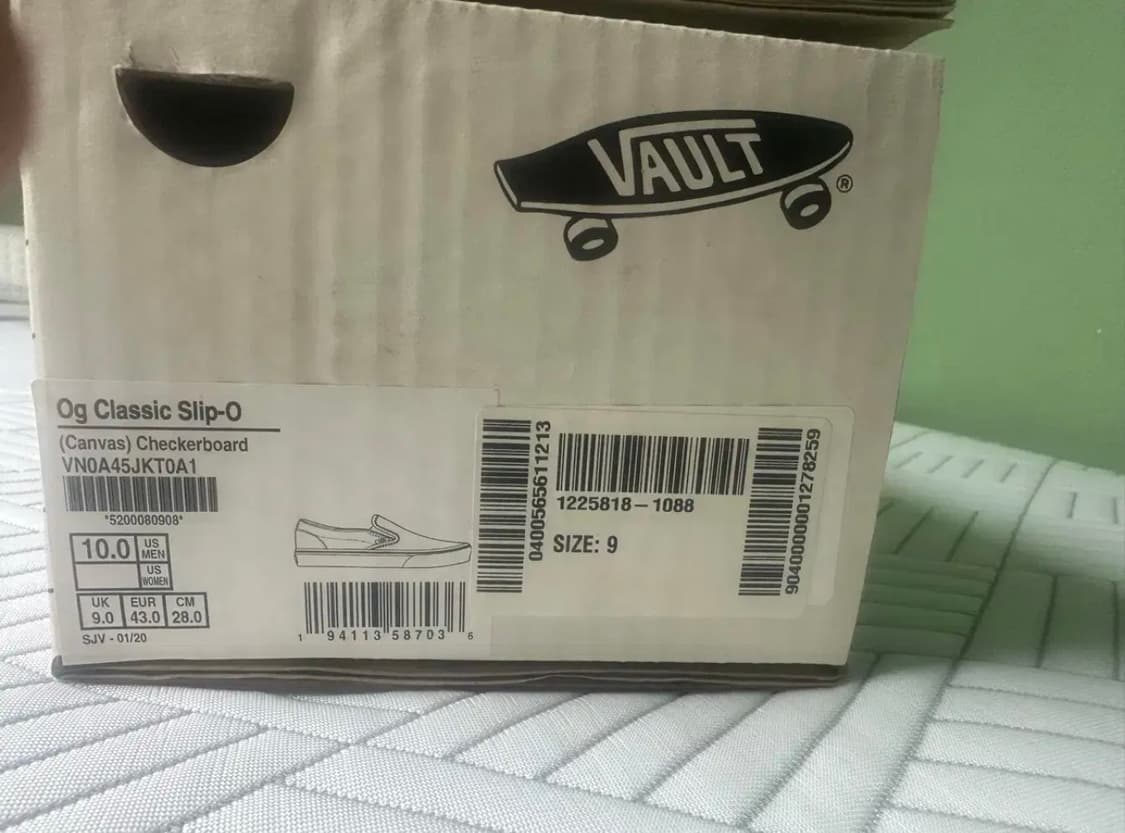 VAULT
®
Og Classic Slip-O
(Canvas) Checkerboard
VN0A45JKT0A1
*5200080908*
10.0 US MEN
US WOMEN
UK EUR CM
9.0 43.0 28.0
SJV - 01/20
1 94113 58703 6
0400565611213
1225818-1088
SIZE: 9
9040000001278259